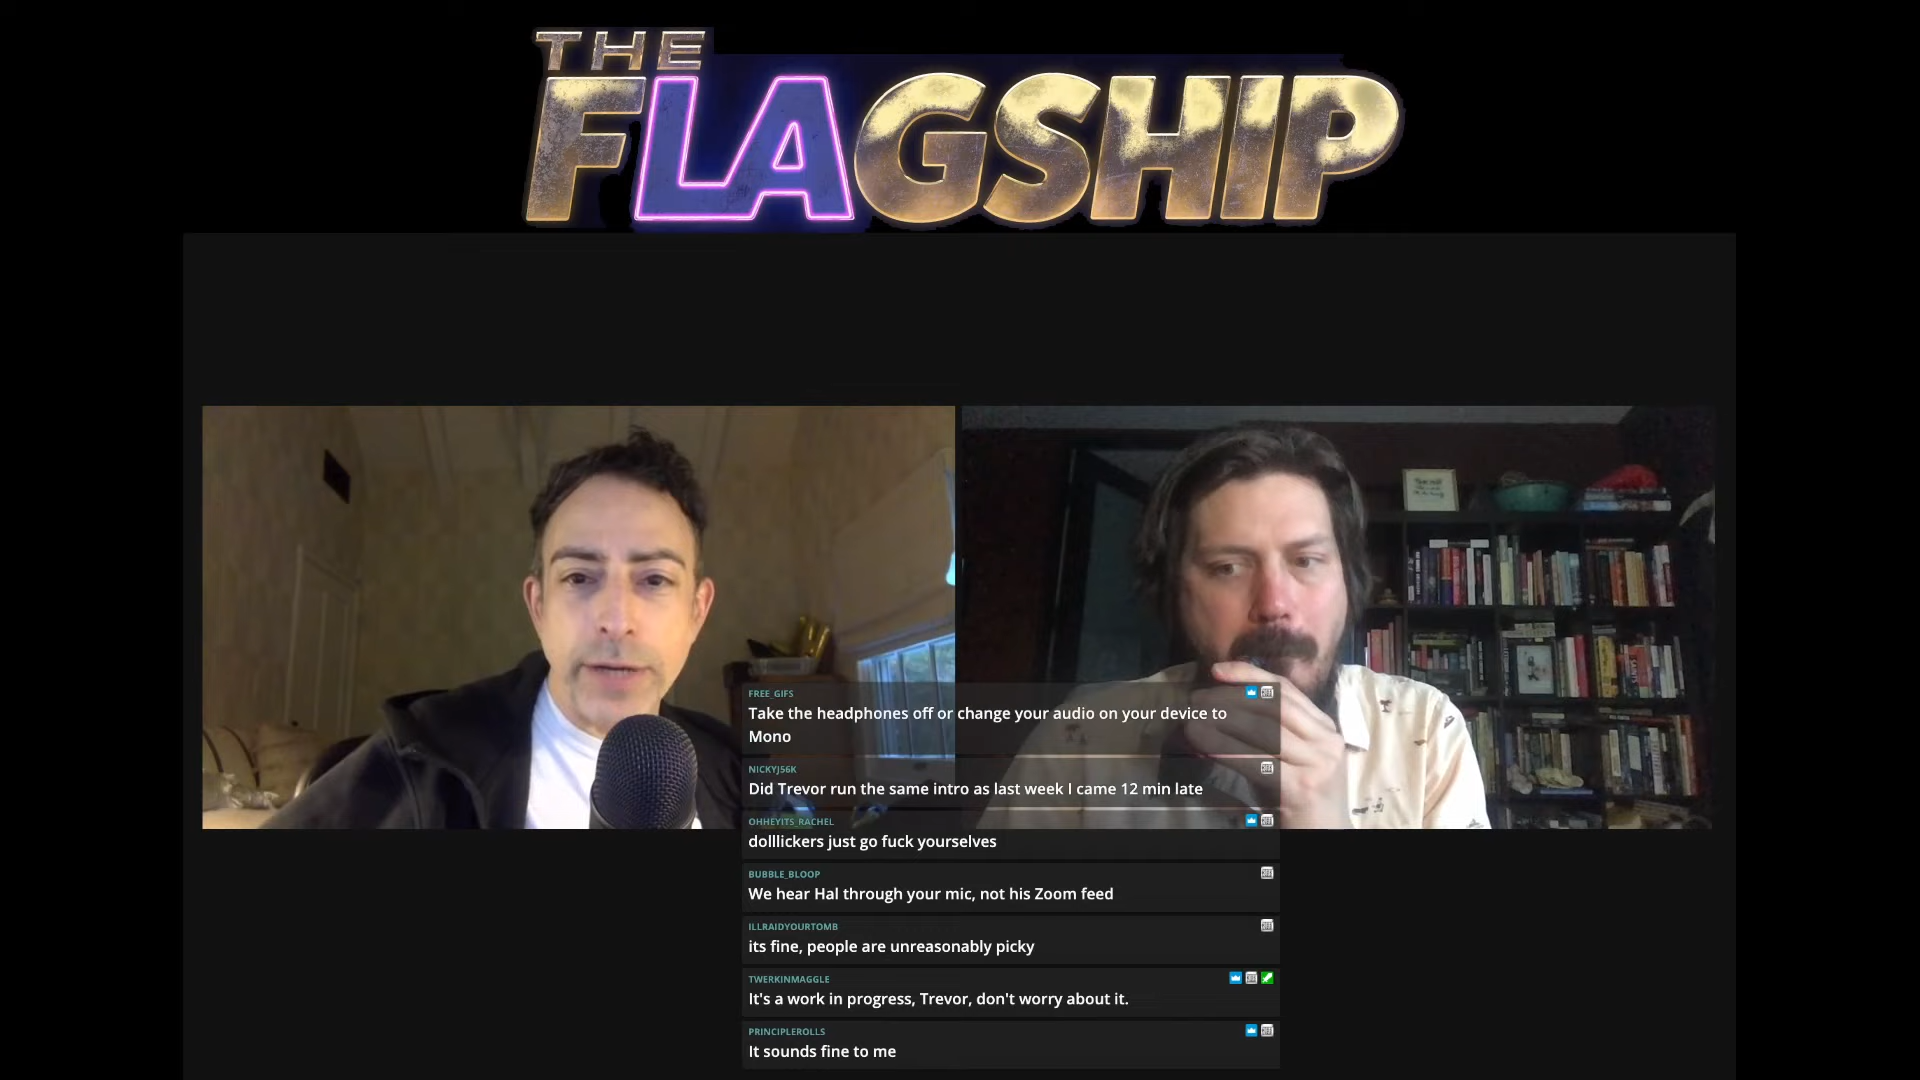 THE
FLAGSHIP
FREE_GIFS
Take the headphones off or change your audio on your device to
Mono
NICKYJ56K
Did Trevor run the same intro as last week I came 12 min late
OHHEYITS_RACHEL
dolllickers just go fuck yourselves
BUBBLE_BLOOP
We hear Hal through your mic, not his Zoom feed
ILLRAIDYOURTOMB
its fine, people are unreasonably picky
TWERKINMAGGLE
It's a work in progress, Trevor, don't worry about it.
PRINCIPLEROLLS
It sounds fine to me